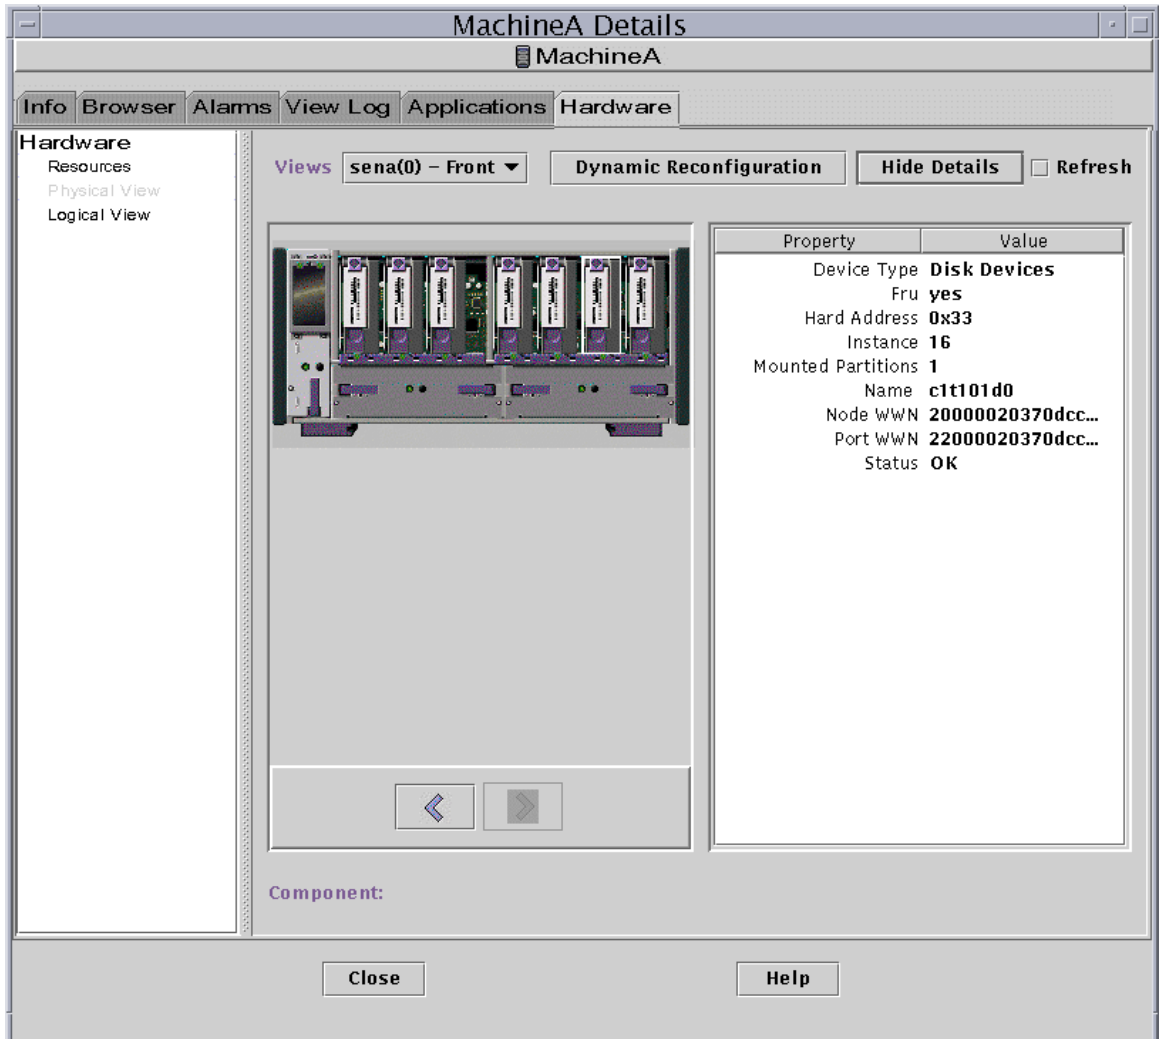 MachineA Details
MachineA
Info Browser Alarms View Log Applications Hardware
Hardware
Resources
Physical View
Logical View
Views sena(0) – Front Dynamic Reconfiguration Hide Details Refresh
Property Value
Device Type Disk Devices
Fru yes
Hard Address 0x33
Instance 16
Mounted Partitions 1
Name c1t101d0
Node WWN 20000020370dcc...
Port WWN 22000020370dcc...
Status OK
Component:
Close Help